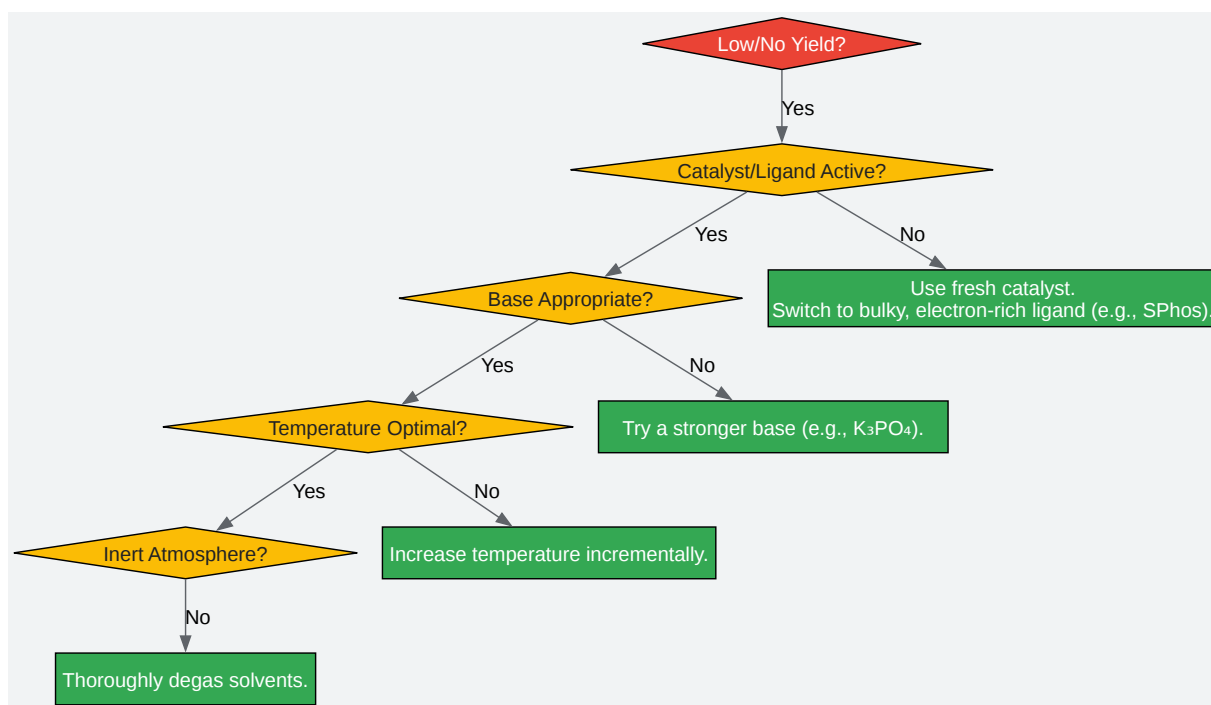 Low/No Yield?
Yes
Catalyst/Ligand Active?
Yes
No
Base Appropriate?
Use fresh catalyst.
Switch to bulky, electron-rich ligand (e.g., SPhos).
Yes
No
Temperature Optimal?
Try a stronger base (e.g., K₃PO₄).
Yes
No
Inert Atmosphere?
Increase temperature incrementally.
No
Thoroughly degas solvents.